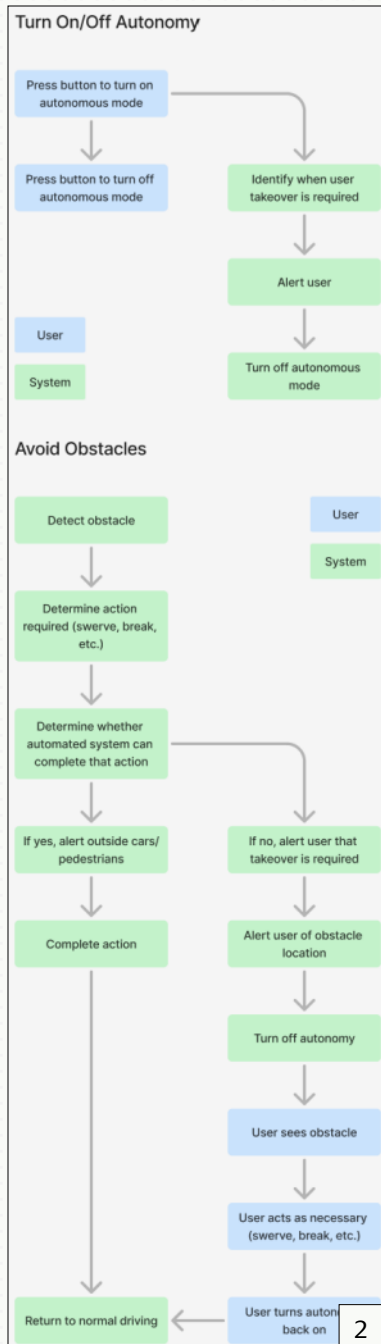 Turn On/Off Autonomy
Press button to turn on
autonomous mode
Press button to turn off
autonomous mode
Identify when user
takeover is required
Alert user
User
System
Turn off autonomous
mode
Avoid Obstacles
Detect obstacle
User
System
Determine action
required (swerve, break,
etc.)
Determine whether
automated system can
complete that action
If yes, alert outside cars/
pedestrians
If no, alert user that
takeover is required
Complete action
Alert user of obstacle
location
Turn off autonomy
User sees obstacle
User acts as necessary
(swerve, break, etc.)
Return to normal driving
User turns
back on
2